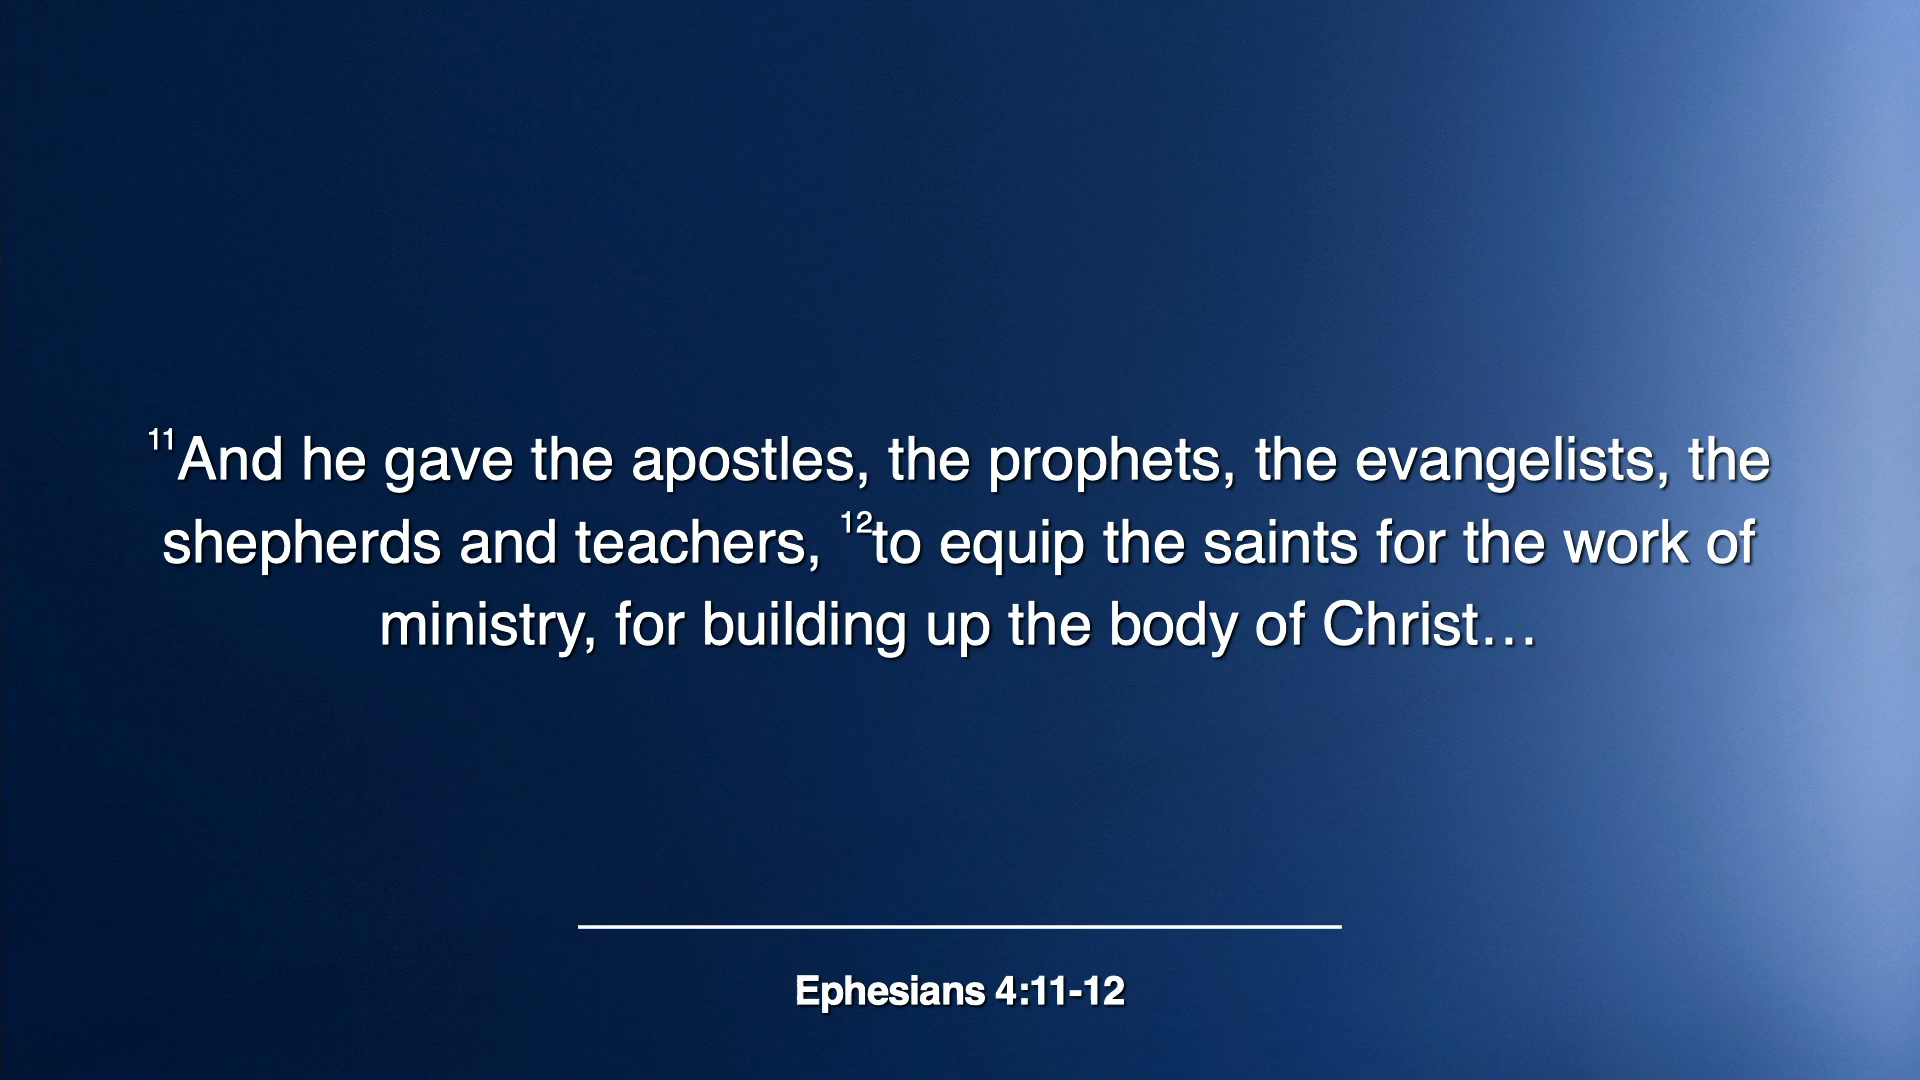 ¹¹And he gave the apostles, the prophets, the evangelists, the
shepherds and teachers, ¹²to equip the saints for the work of
ministry, for building up the body of Christ…
Ephesians 4:11-12